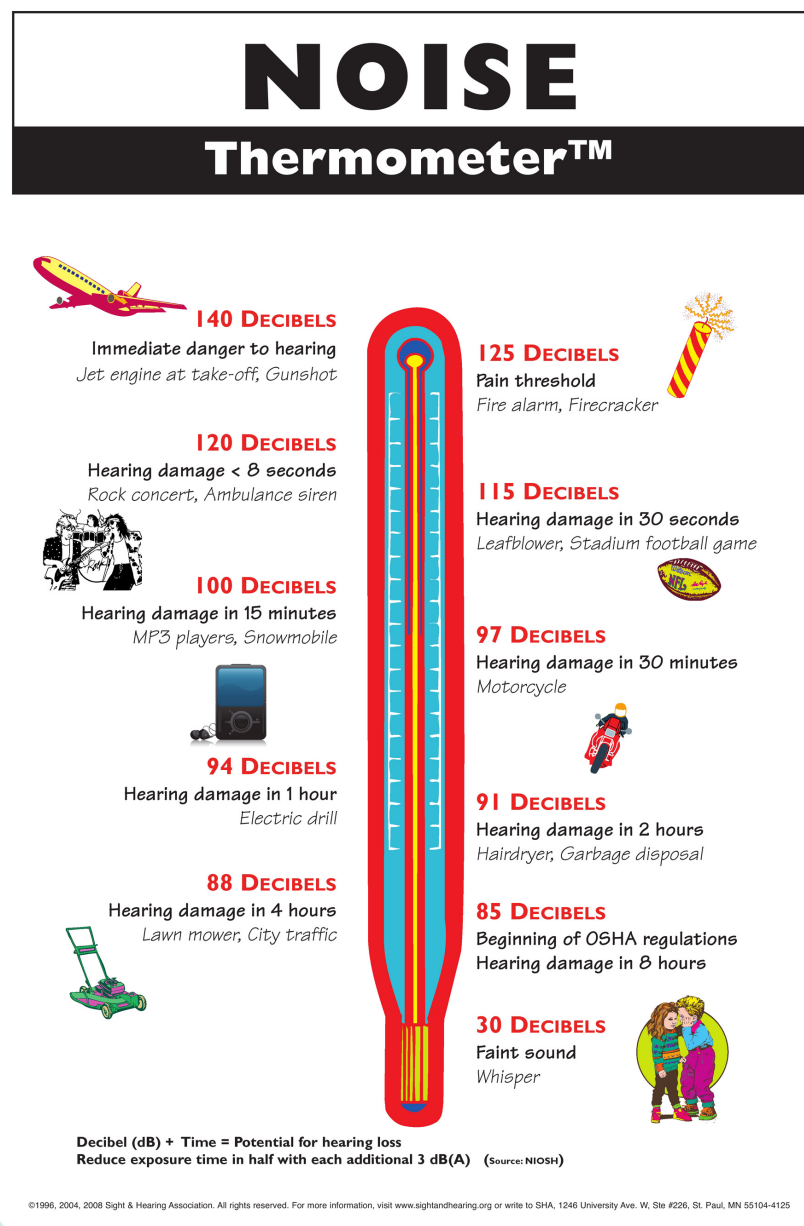 NOISE
Thermometer™
140 DECIBELS
Immediate danger to hearing
Jet engine at take-off, Gunshot
125 DECIBELS
Pain threshold
Fire alarm, Firecracker
120 DECIBELS
Hearing damage < 8 seconds
Rock concert, Ambulance siren
115 DECIBELS
Hearing damage in 30 seconds
Leafblower, Stadium football game
NFL
100 DECIBELS
Hearing damage in 15 minutes
MP3 players, Snowmobile
97 DECIBELS
Hearing damage in 30 minutes
Motorcycle
94 DECIBELS
Hearing damage in 1 hour
Electric drill
91 DECIBELS
Hearing damage in 2 hours
Hairdryer, Garbage disposal
88 DECIBELS
Hearing damage in 4 hours
Lawn mower, City traffic
85 DECIBELS
Beginning of OSHA regulations
Hearing damage in 8 hours
30 DECIBELS
Faint sound
Whisper
Decibel (dB) + Time = Potential for hearing loss
Reduce exposure time in half with each additional 3 dB(A) (Source: NIOSH)
©1996, 2004, 2008 Sight & Hearing Association. All rights reserved. For more information, visit www.sightandhearing.org or write to SHA, 1246 University Ave. W, Ste #226, St. Paul, MN 55104-4125